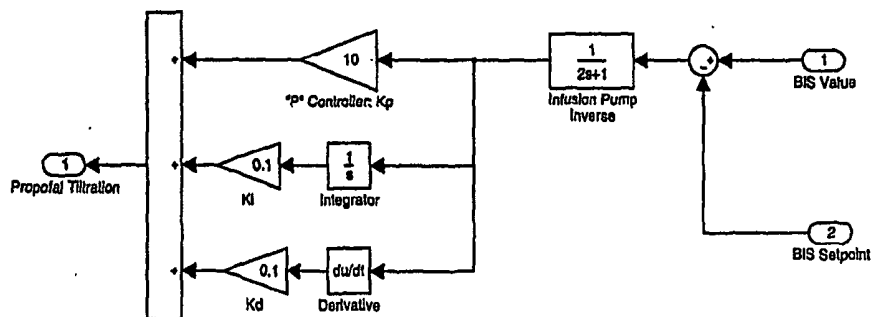 10
"P" Controller: Kp
1
2s+1
Infusion Pump
Inverse
1
BIS Value
1
Propofal Titration
0.1
Ki
1
s
Integrator
2
BIS Setpoint
0.1
Kd
du/dt
Derivative